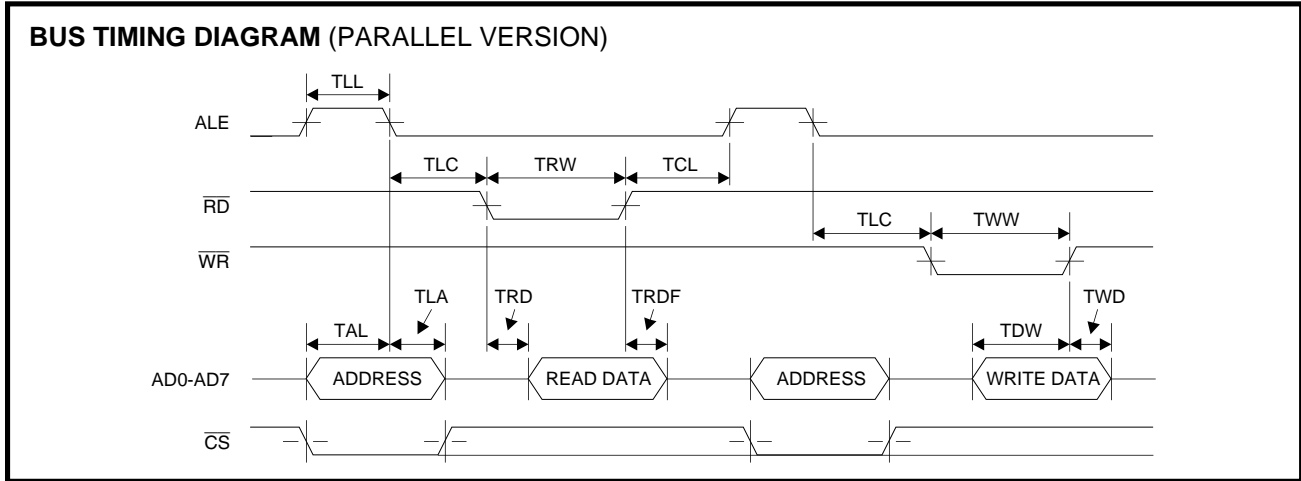 BUS TIMING DIAGRAM (PARALLEL VERSION)
TLL
ALE
TLC TRW TCL
RD
TLC TWW
WR
TLA TRD TRDF TWD
TAL TDW
AD0-AD7 ADDRESS READ DATA ADDRESS WRITE DATA
CS